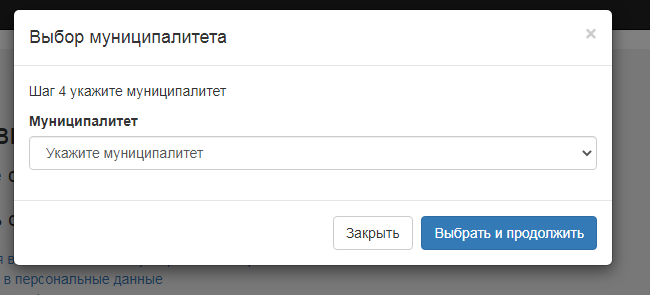 Выбор муниципалитета
×
Шаг 4 укажите муниципалитет
Муниципалитет
Укажите муниципалитет
Закрыть
Выбрать и продолжить
в персональные данные